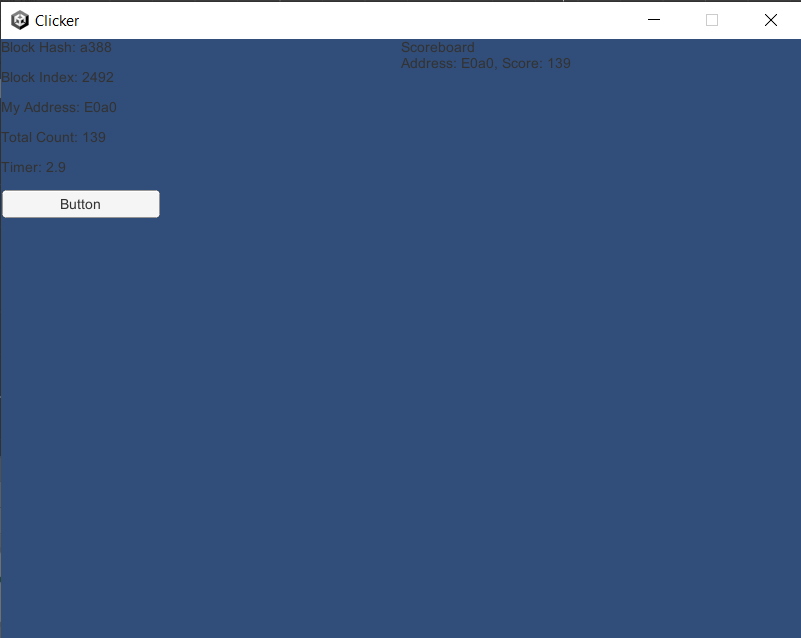 Clicker
Block Hash: a388
Block Index: 2492
My Address: E0a0
Total Count: 139
Timer: 2.9
Button
Scoreboard
Address: E0a0, Score: 139